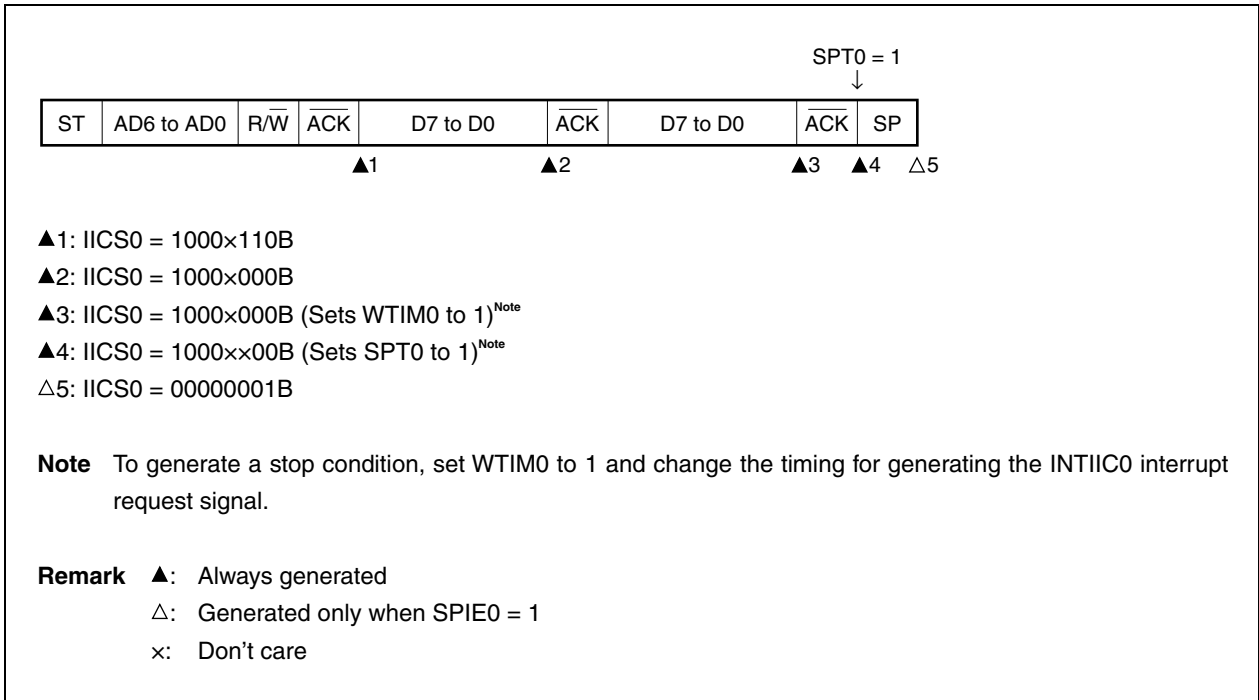 SPT0 = 1
↓
ST AD6 to AD0 R/W̅ A̅C̅K̅ D7 to D0 A̅C̅K̅ D7 to D0 A̅C̅K̅ SP
▲1 ▲2 ▲3 ▲4 △5
▲1: IICS0 = 1000×110B
▲2: IICS0 = 1000×000B
▲3: IICS0 = 1000×000B (Sets WTIM0 to 1)Note
▲4: IICS0 = 1000××00B (Sets SPT0 to 1)Note
△5: IICS0 = 00000001B
Note To generate a stop condition, set WTIM0 to 1 and change the timing for generating the INTIIC0 interrupt
request signal.
Remark ▲: Always generated
△: Generated only when SPIE0 = 1
×: Don't care